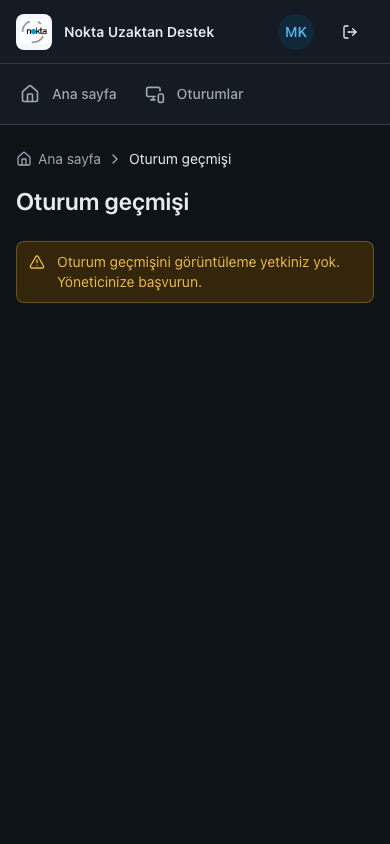 nokta
Nokta Uzaktan Destek
MK
Ana sayfa
Oturumlar
Ana sayfa
Oturum geçmişi
Oturum geçmişi
Oturum geçmişini görüntüleme yetkiniz yok.
Yöneticinize başvurun.